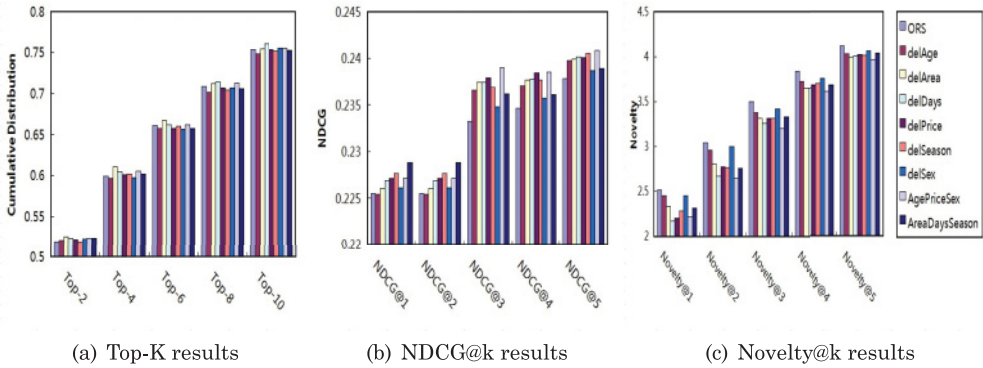 Cumulative Distribution
0.8
0.75
0.7
0.65
0.6
0.55
0.5
Top-2
Top-4
Top-6
Top-8
Top-10
(a) Top-K results
NDCG
0.245
0.24
0.235
0.23
0.225
0.22
NDCG@1
NDCG@2
NDCG@3
NDCG@4
NDCG@5
(b) NDCG@k results
Novelty
4.5
4
3.5
3
2.5
2
Novelty@1
Novelty@2
Novelty@3
Novelty@4
Novelty@5
(c) Novelty@k results
ORS
delAge
delArea
delDays
delPrice
delSeason
delSex
AgePriceSex
AreaDaysSeason